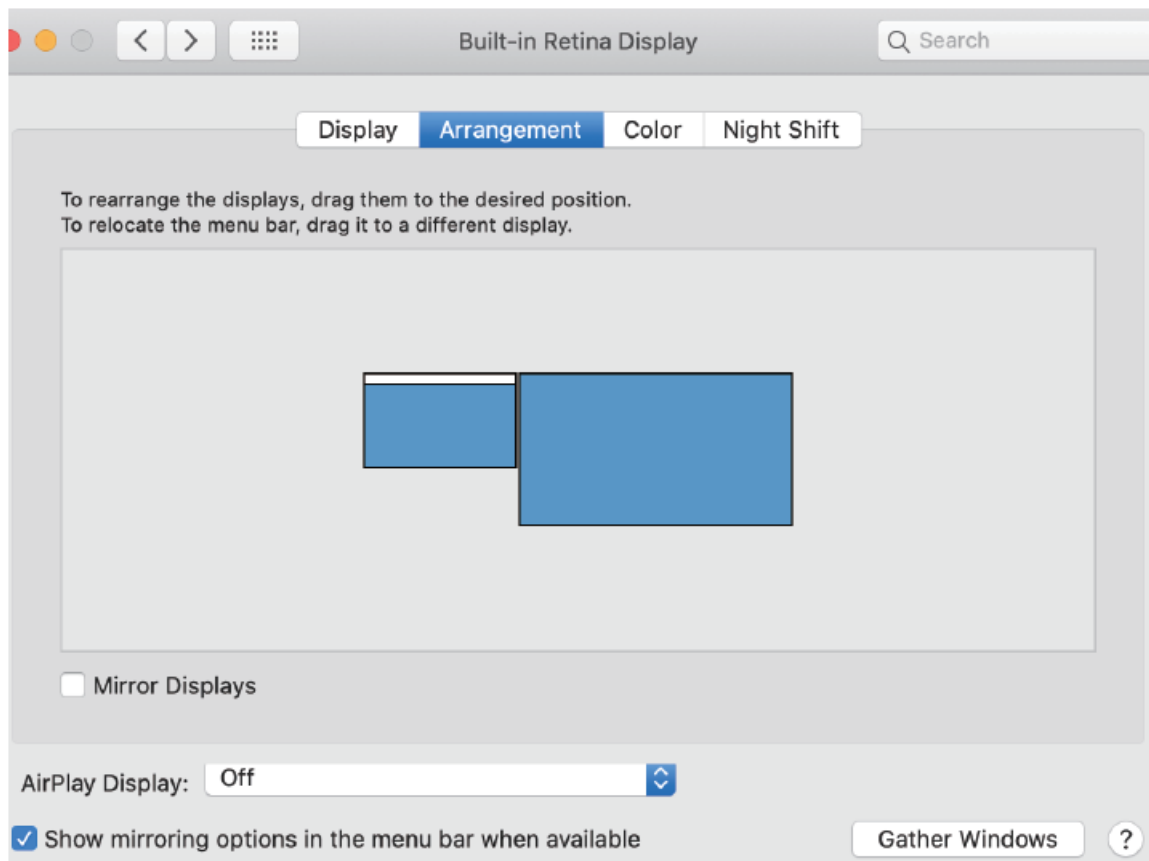 Built-in Retina Display
Search
Display Arrangement Color Night Shift
To rearrange the displays, drag them to the desired position.
To relocate the menu bar, drag it to a different display.
Mirror Displays
AirPlay Display: Off
Show mirroring options in the menu bar when available
Gather Windows ?